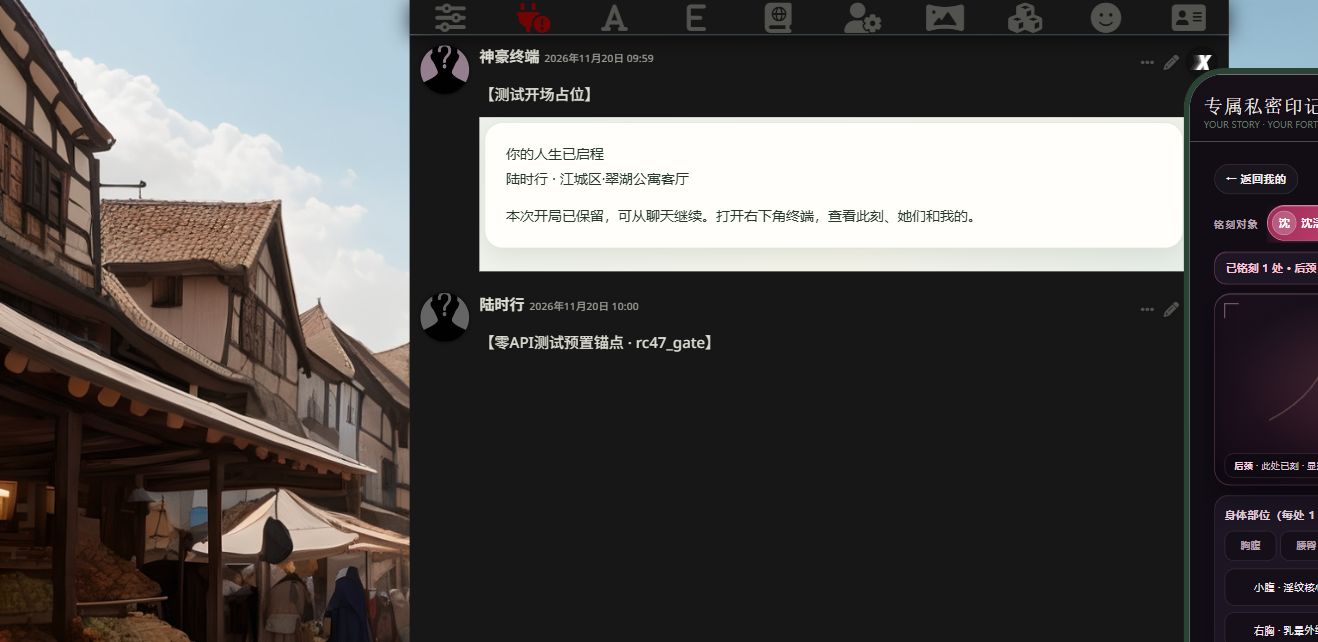 神豪终端 2026年11月20日 09:59
【测试开场占位】
你的人生已启程
陆时行 · 江城区·翠湖公寓客厅
本次开局已保留，可从聊天继续。打开右下角终端，查看此刻、她们和我的。
陆时行 2026年11月20日 10:00
【零API测试预置锚点 · rc47_gate】
X
专属私密印记
YOUR STORY · YOUR FORT
← 返回我的
铭刻对象 沈
已铭刻 1 处 • 后颈
后颈 · 此处已刻 · 显
身体部位（每处 1
胸腹 腰臀
小腹 · 淫纹核
右胸 · 乳晕外